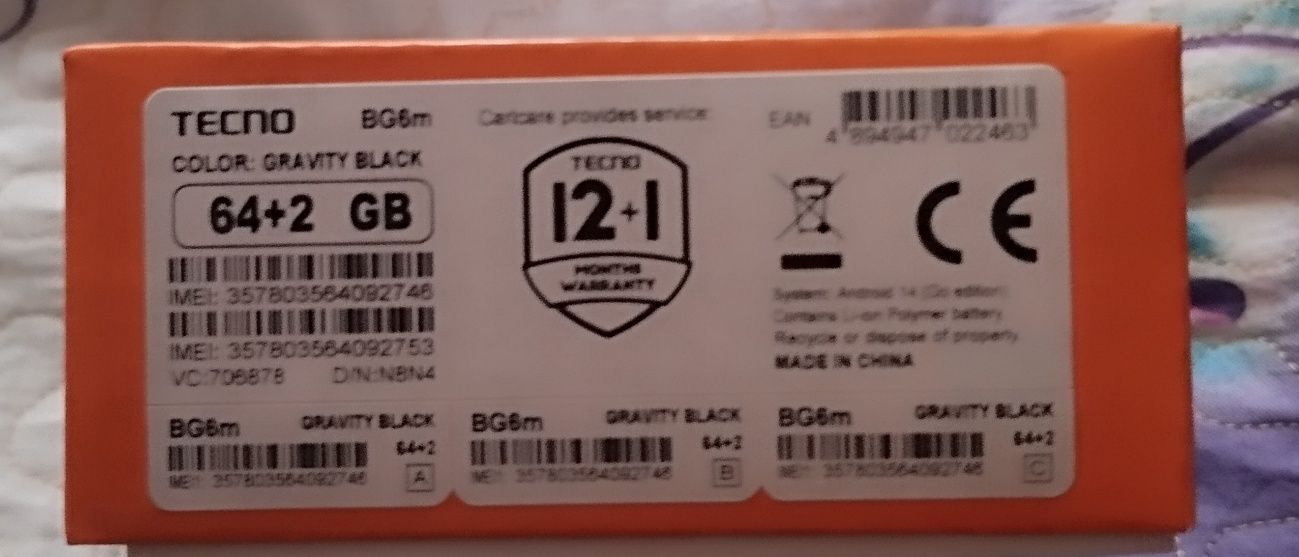 TECNO BG6m
COLOR: GRAVITY BLACK
64+2 GB
IMEI: 357803564092746
IMEI: 357803564092753
VC:706878 D/N:N8N4
Carlcare provides service
TECNO
12+1
MONTHS
WARRANTY
EAN
4 894947 022463
CE
System: Android 14 (Go edition)
Contains Li-ion Polymer battery
Recycle or dispose of properly
MADE IN CHINA
BG6m GRAVITY BLACK
64+2
IMEI: 357803564092746 A
BG6m GRAVITY BLACK
64+2
IMEI: 357803564092746 B
BG6m GRAVITY BLACK
64+2
IMEI: 357803564092746 C